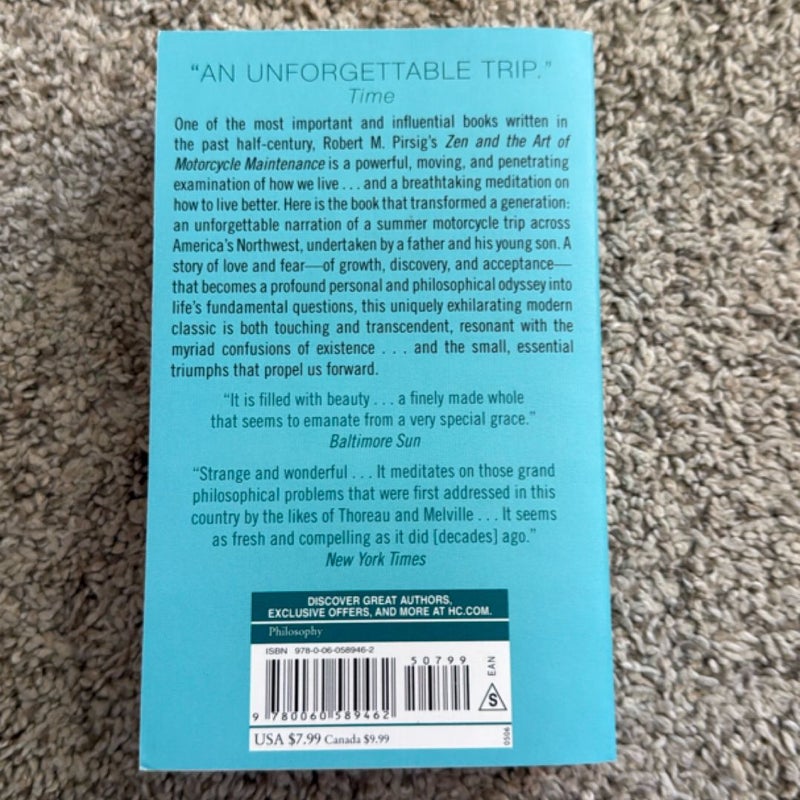 “AN UNFORGETTABLE TRIP.”
Time
One of the most important and influential books written in
the past half-century, Robert M. Pirsig’s Zen and the Art of
Motorcycle Maintenance is a powerful, moving, and penetrating
examination of how we live . . . and a breathtaking meditation on
how to live better. Here is the book that transformed a generation:
an unforgettable narration of a summer motorcycle trip across
America’s Northwest, undertaken by a father and his young son. A
story of love and fear—of growth, discovery, and acceptance—
that becomes a profound personal and philosophical odyssey into
life’s fundamental questions, this uniquely exhilarating modern
classic is both touching and transcendent, resonant with the
myriad confusions of existence . . . and the small, essential
triumphs that propel us forward.
“It is filled with beauty . . . a finely made whole
that seems to emanate from a very special grace.”
Baltimore Sun
“Strange and wonderful . . . It meditates on those grand
philosophical problems that were first addressed in this
country by the likes of Thoreau and Melville . . . It seems
as fresh and compelling as it did [decades] ago.”
New York Times
DISCOVER GREAT AUTHORS,
EXCLUSIVE OFFERS, AND MORE AT HC.COM.
Philosophy
ISBN 978-0-06-058946-2
50799
EAN
S
9 780060 589462
USA $7.99 Canada $9.99
0506